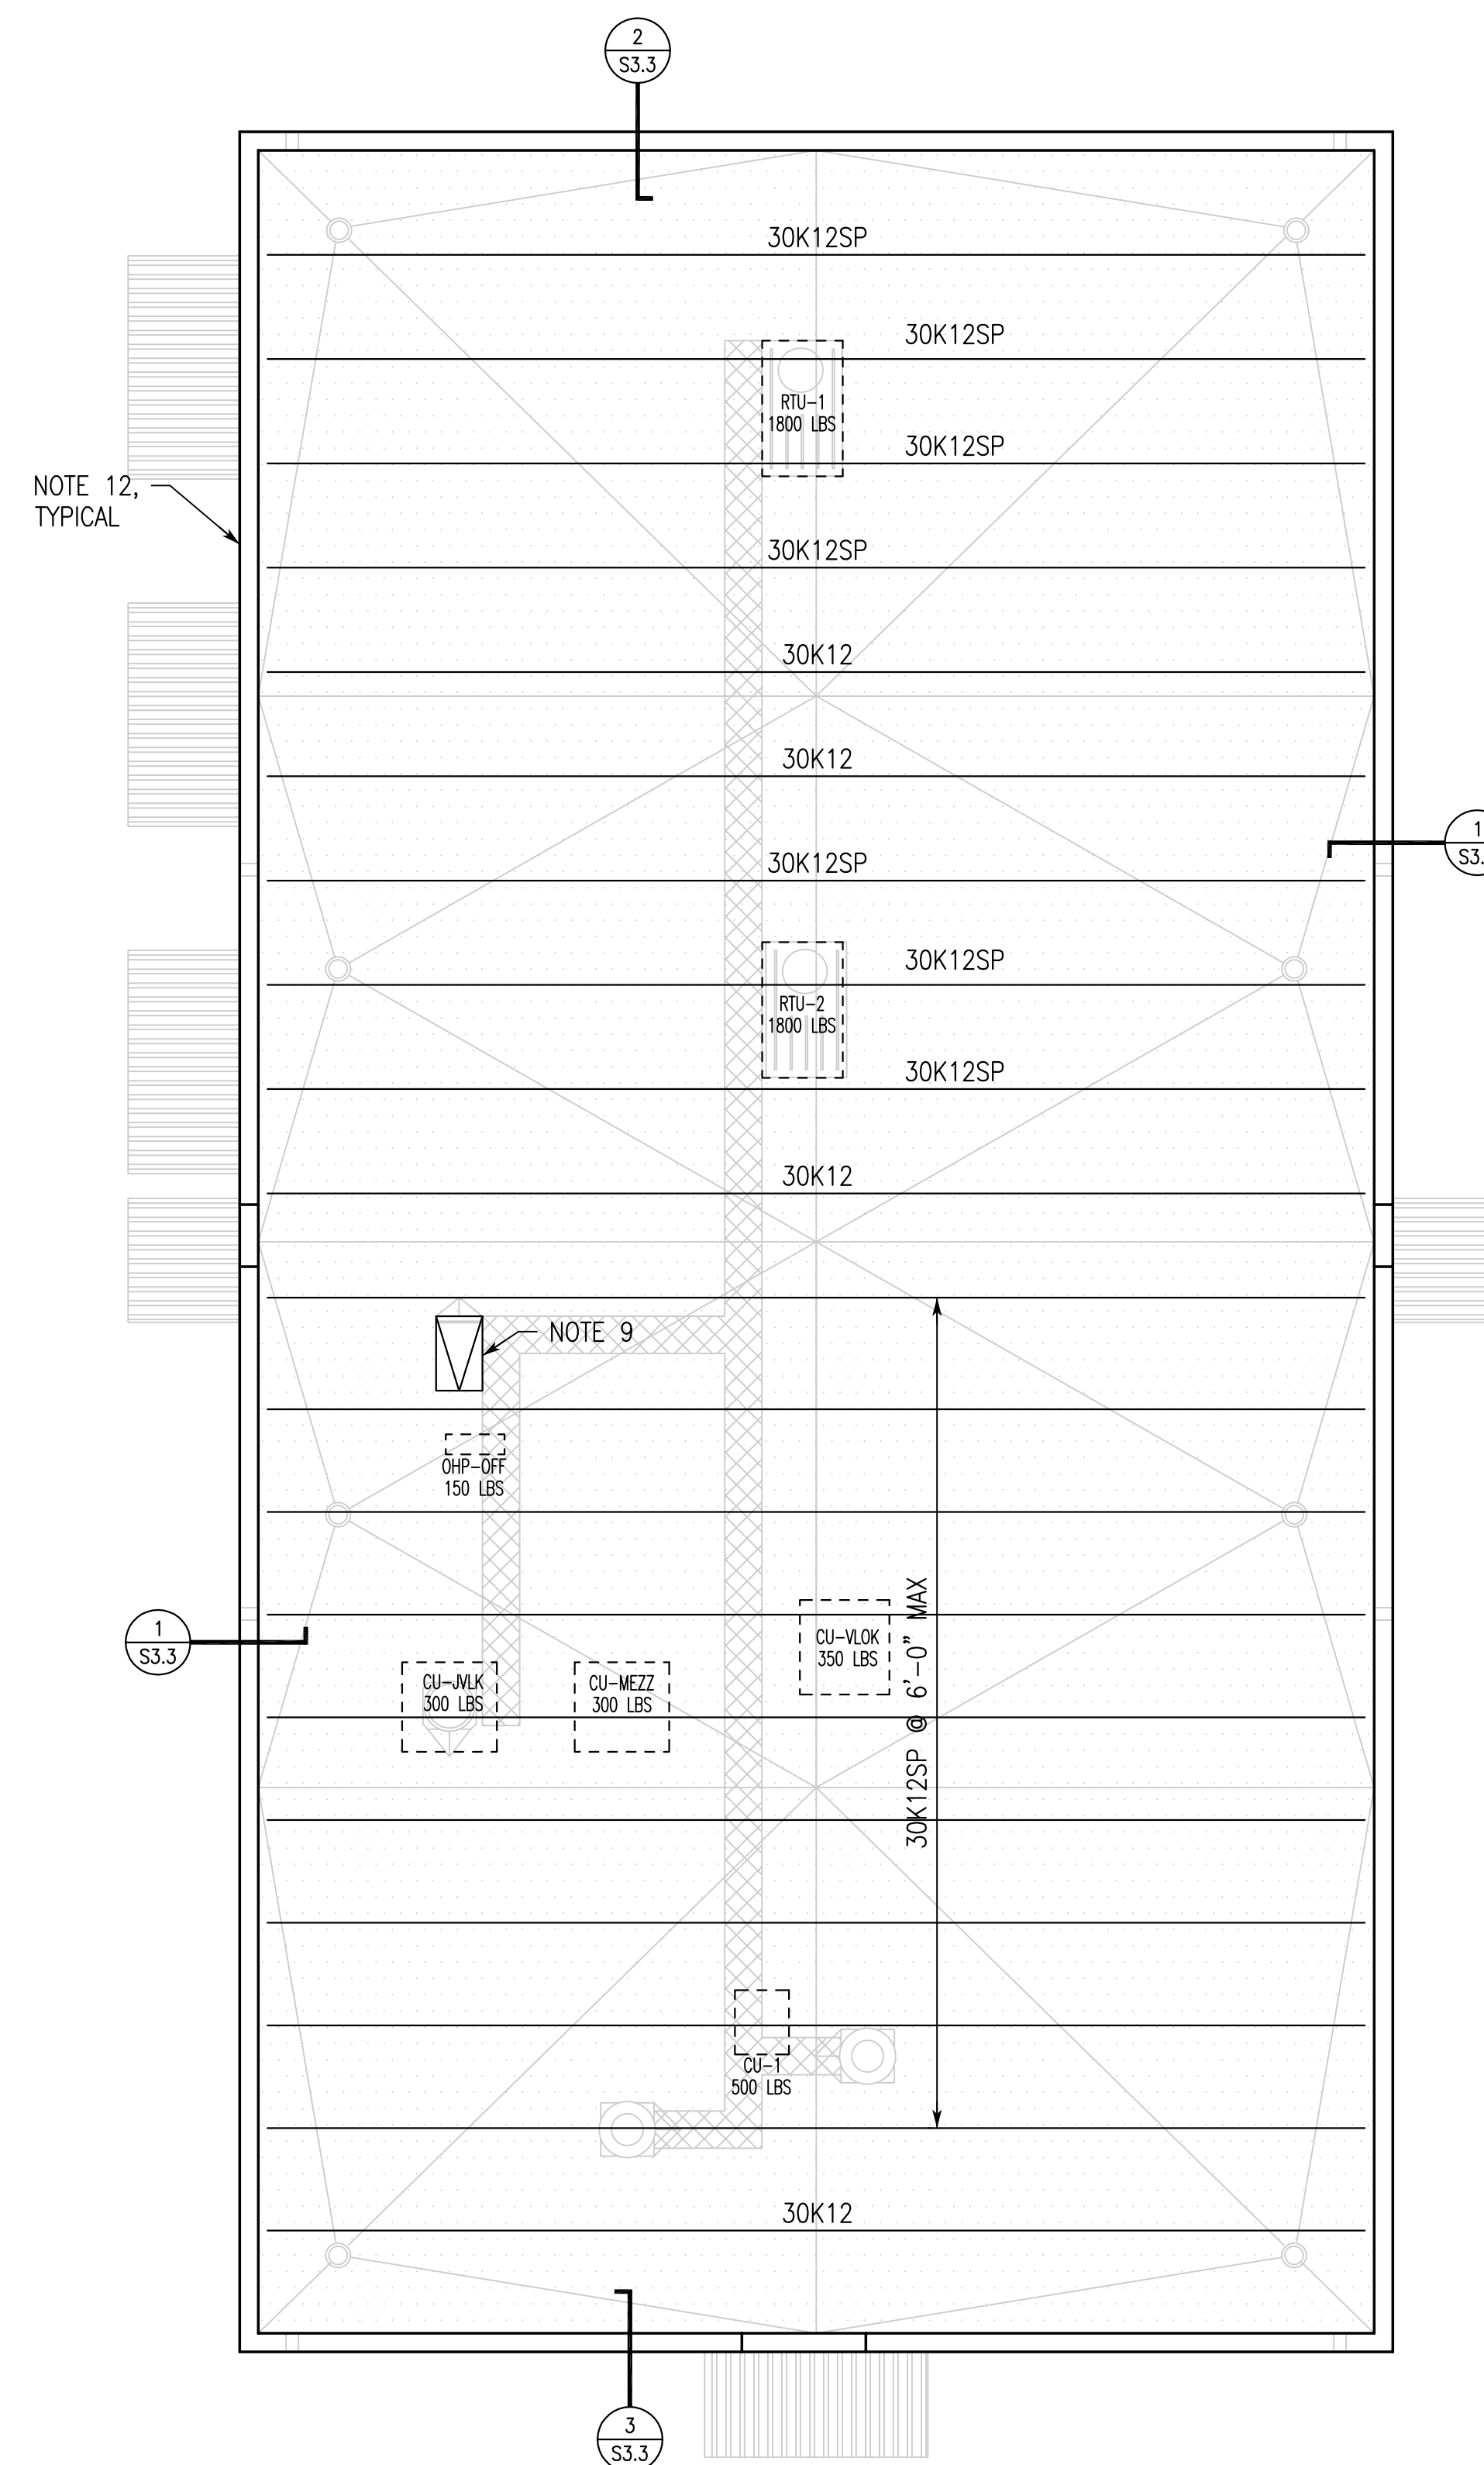 2
S3.3
30K12SP
30K12SP
RTU-1
1800 LBS
30K12SP
NOTE 12,
TYPICAL
30K12SP
30K12
30K12
1
30K12SP
30K12SP
RTU-2
1800 LBS
30K12SP
30K12
NOTE 9
OHP-OFF
150 LBS
30K12SP @ 6'-0" MAX
1
S3.3
CU-VLOK
350 LBS
CU-JVLK
300 LBS
CU-MEZZ
300 LBS
CU-1
500 LBS
30K12
3
S3.3